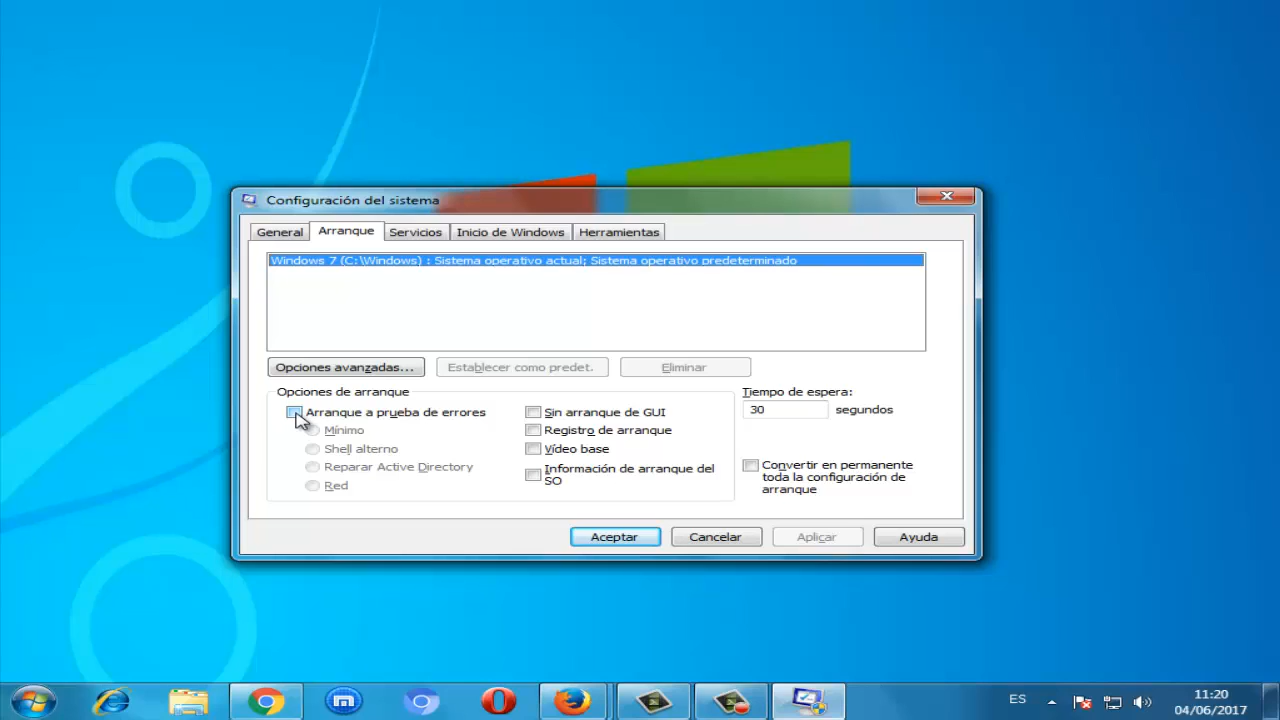 Configuración del sistema
General
Arranque
Servicios
Inicio de Windows
Herramientas
Windows 7 (C:\Windows) : Sistema operativo actual; Sistema operativo predeterminado
Opciones avanzadas...
Establecer como predet.
Eliminar
Opciones de arranque
Arranque a prueba de errores
Mínimo
Shell alterno
Reparar Active Directory
Red
Sin arranque de GUI
Registro de arranque
Vídeo base
Información de arranque del
SO
Tiempo de espera:
30 segundos
Convertir en permanente
toda la configuración de
arranque
Aceptar
Cancelar
Aplicar
Ayuda
ES
11:20
04/06/2017